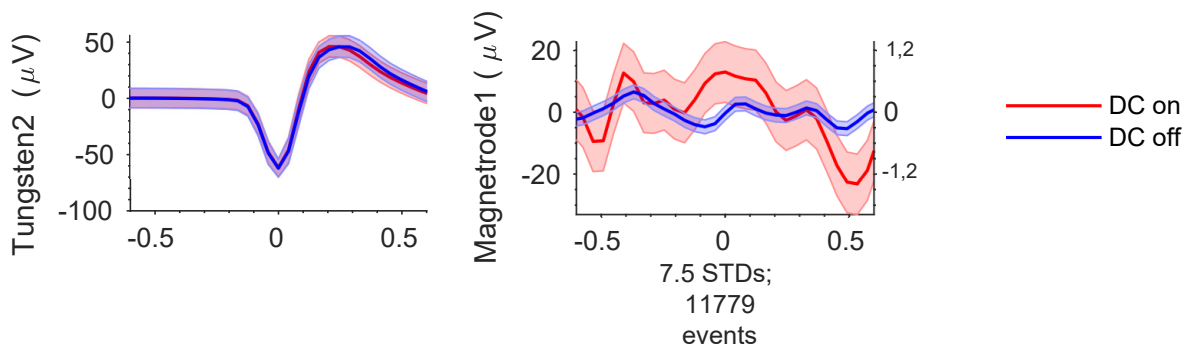 Tungsten2 (μV)
50
0
-50
-100
-0.5
0
0.5
Magnetrode1 (μV)
20
0
-20
1,2
0
-1,2
-0.5
0
0.5
7.5 STDs;
11779
events
DC on
DC off